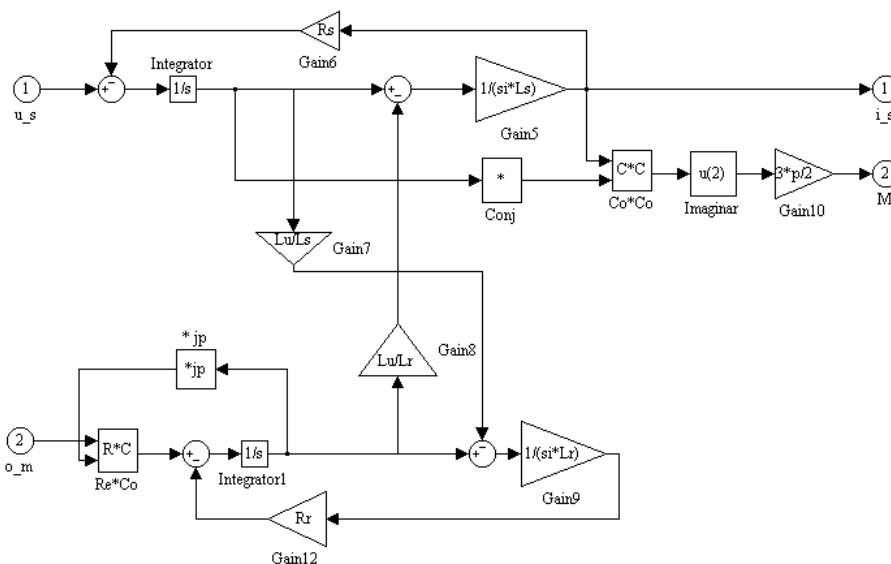 Rs
Gain6
Integrator
1
u_s
1/s
1/(si*Ls)
Gain5
1
i_s
*
Conj
C*C
Co*Co
u(2)
Imaginar
3*p/2
Gain10
2
M
Lu/Ls
Gain7
Lu/Lr
Gain8
* jp
*jp
2
o_m
R*C
Re*Co
1/s
Integrator1
1/(si*Lr)
Gain9
Rr
Gain12